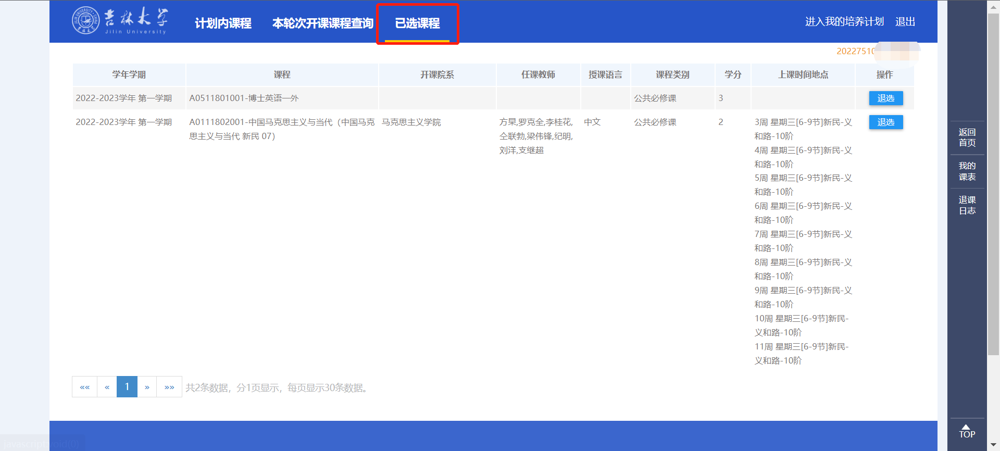 吉林大学
Jilin University
计划内课程 本轮次开课课程查询 已选课程
进入我的培养计划 退出
20227510
学年学期 课程 开课院系 任课教师 授课语言 课程类别 学分 上课时间地点 操作
2022-2023学年 第一学期 A0511801001-博士英语一外 公共必修课 3 退选
2022-2023学年 第一学期 A0111802001-中国马克思主义与当代（中国马克 马克思主义学院 方杲,罗克全,李桂花, 中文 公共必修课 2 3周 星期三[6-9节]新民-义 退选
思主义与当代 新民 07） 仝联勃,梁伟锋,纪明, 和路-10阶
刘洋,支继超 4周 星期三[6-9节]新民-义
和路-10阶
5周 星期三[6-9节]新民-义
和路-10阶
6周 星期三[6-9节]新民-义
和路-10阶
7周 星期三[6-9节]新民-义
和路-10阶
8周 星期三[6-9节]新民-义
和路-10阶
9周 星期三[6-9节]新民-义
和路-10阶
10周 星期三[6-9节]新民-
义和路-10阶
11周 星期三[6-9节]新民-
义和路-10阶
«« « 1 » »» 共2条数据，分1页显示，每页显示30条数据。
返回
首页
我的
课表
退课
日志
TOP
javascript:void(0)